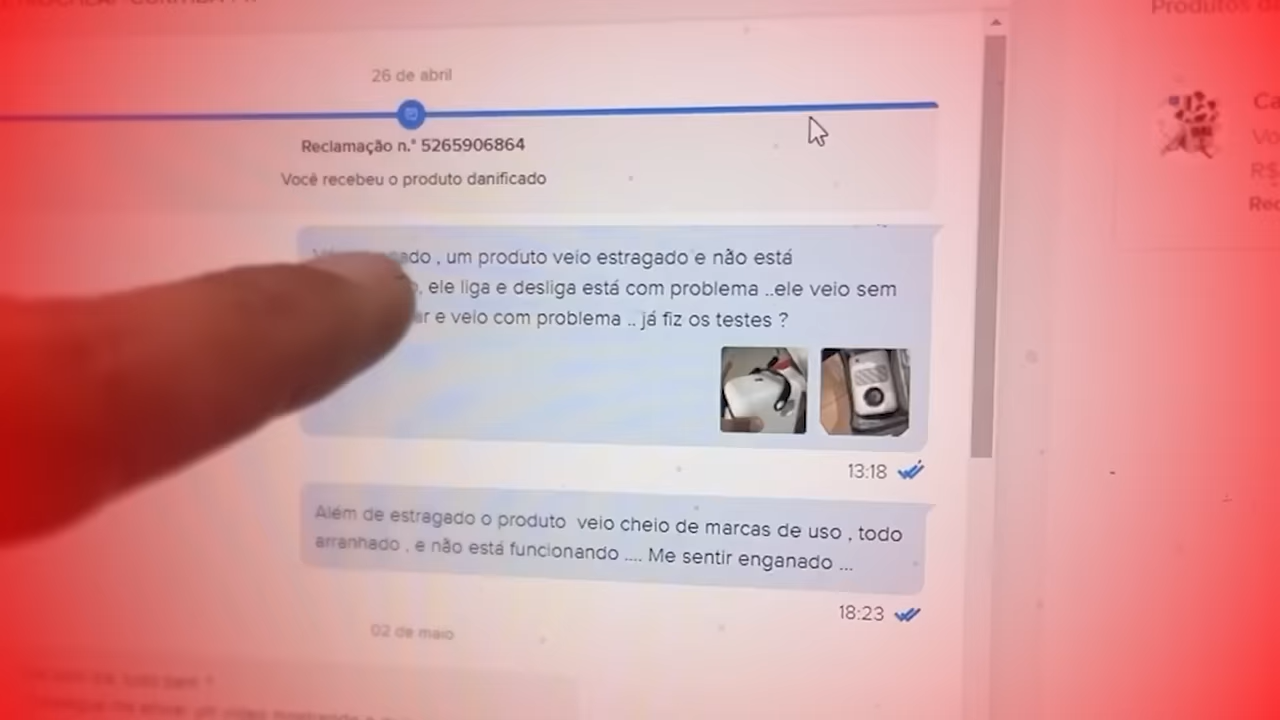 Produtos
26 de abril
Reclamação n.° 5265906864
Você recebeu o produto danificado
R$
, um produto veio estragado e não está
ele liga e desliga está com problema ..ele veio sem
e veio com problema .. já fiz os testes ?
13:18
Além de estragado o produto veio cheio de marcas de uso , todo
arranhado , e não está funcionando .... Me sentir enganado ...
18:23
02 de maio